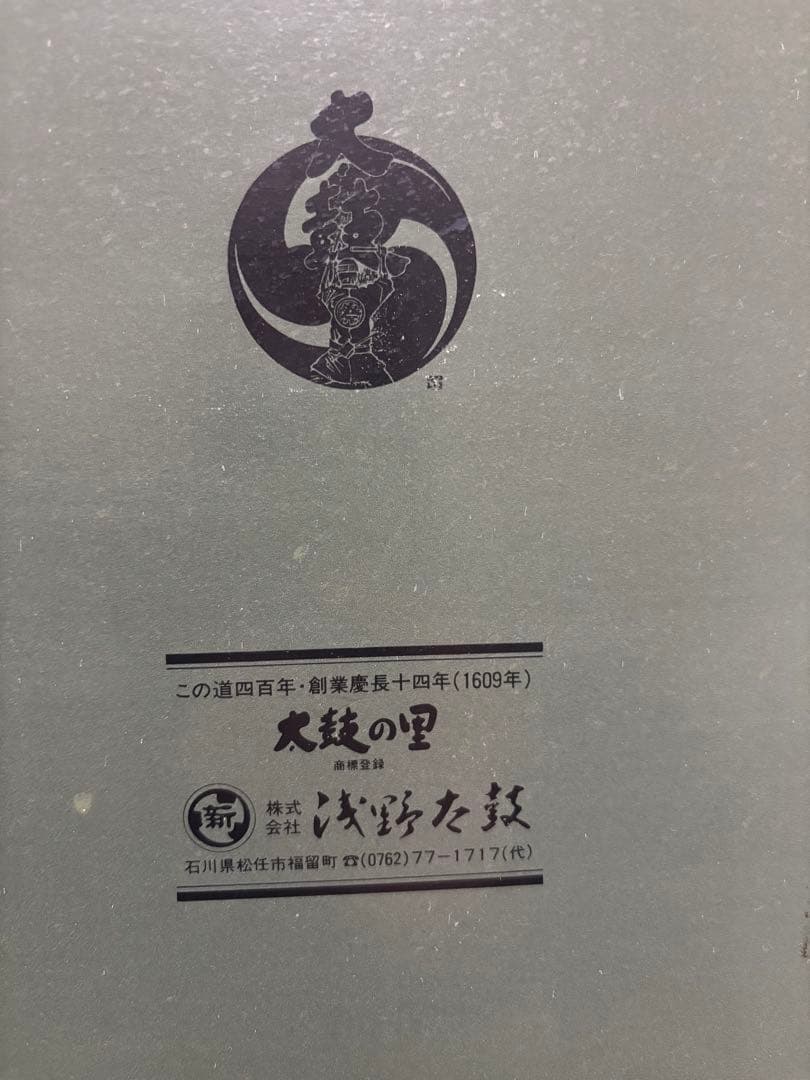 太鼓
この道四百年・創業慶長十四年(1609年)
太鼓の里
商標登録
新 株式会社 浅野太鼓
石川県松任市福留町 ☎(0762)77-1717(代)